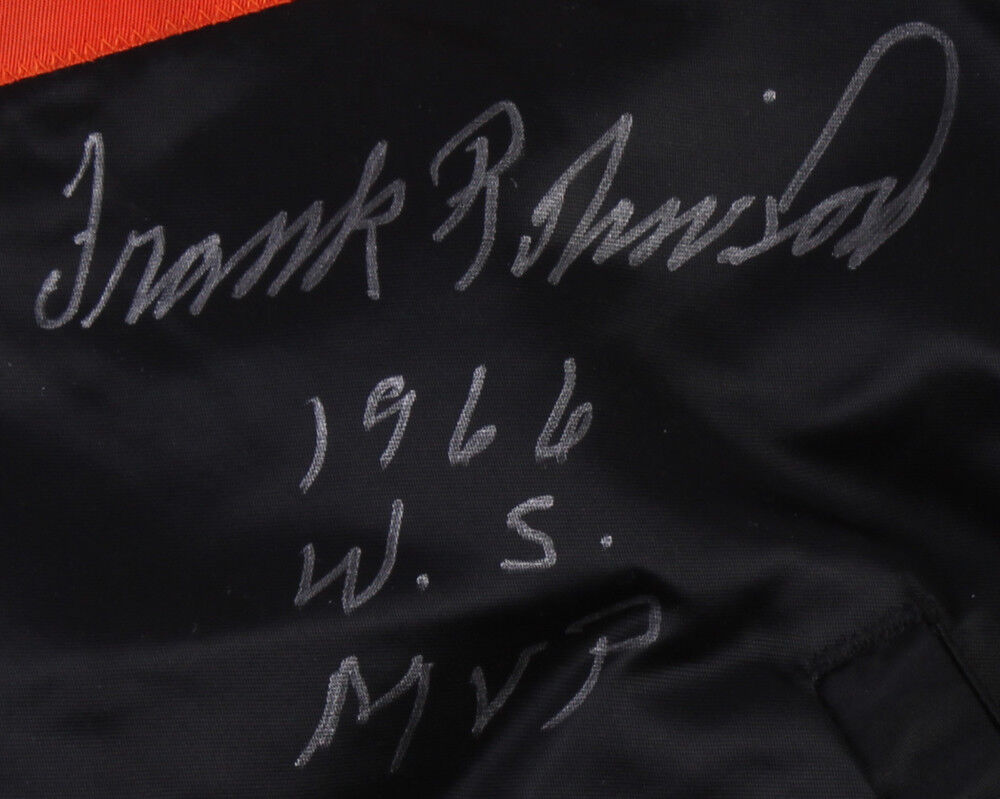 Frank Robinson
1966
W. S.
MVP